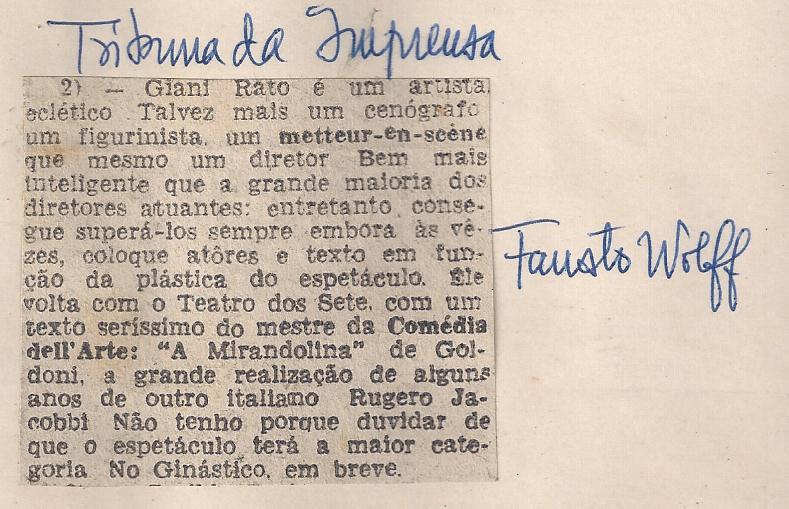 Tribuna da Imprensa
2) — Giani Rato é um artista
eclético Talvez mais um cenógrafo
um figurinista, um metteur-en-scène
que mesmo um diretor Bem mais
inteligente que a grande maioria dos
diretores atuantes; entretanto conse-
gue superá-los sempre embora às vê-
zes, coloque atôres e texto em fun-
ção da plástica do espetáculo. Ele
volta com o Teatro dos Sete, com um
texto seríssimo do mestre da Comédia
dell'Arte: "A Mirandolina" de Gol-
doni, a grande realização de alguns
anos de outro italiano Rugero Ja-
cobbi Não tenho porque duvidar de
que o espetáculo terá a maior cate-
goria No Ginástico, em breve.
Fausto Wolff